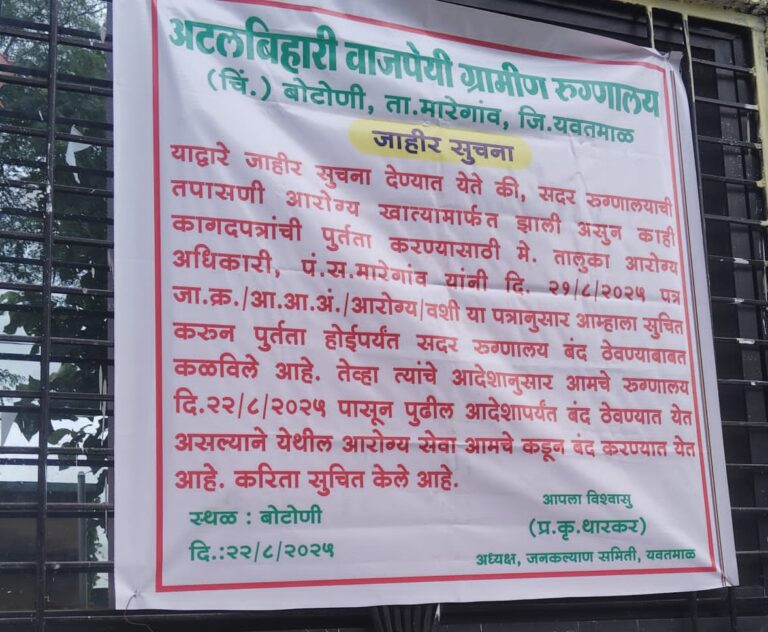 अटलबिहारी वाजपेयी ग्रामीण रुग्णालय
(चिं.) बोटोणी, ता.मारेगांव, जि.यवतमाळ
जाहीर सुचना
याद्वारे जाहीर सुचना देण्यात येते की, सदर रुग्णालयाची
तपासणी आरोग्य खात्यामार्फत झाली असुन काही
कागदपत्रांची पुर्तता करण्यासाठी मे. तालुका आरोग्य
अधिकारी, पं.स.मारेगांव यांनी दि. २१/८/२०२५ पत्र
जा.क्र./आ.आ.अं./आरोग्य/वशी या पत्रानुसार आम्हाला सुचित
करुन पुर्तता होईपर्यंत सदर रुग्णालय बंद ठेवण्याबाबत
कळविले आहे. तेव्हा त्यांचे आदेशानुसार आमचे रुग्णालय
दि.२२/८/२०२५ पासून पुढील आदेशापर्यंत बंद ठेवण्यात येत
असल्याने येथील आरोग्य सेवा आमचे कडून बंद करण्यात येत
आहे. करिता सुचित केले आहे.
स्थळ : बोटोणी
दि.:२२/८/२०२५
आपला विश्वासु
(प्र.कृ.धारकर)
अध्यक्ष, जनकल्याण समिती, यवतमाळ